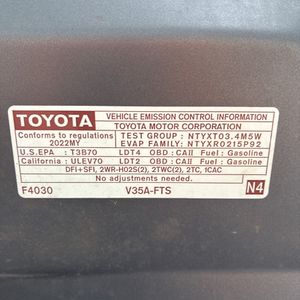 TOYOTA VEHICLE EMISSION CONTROL INFORMATION
TOYOTA MOTOR CORPORATION
Conforms to regulations 2022MY
TEST GROUP : NTYXT03.4M5W
EVAP FAMILY: NTYXR0215P92
U.S.EPA : T3B70 LDT4 OBD : CAII Fuel : Gasoline
California : ULEV70 LDT2 OBD : CAII Fuel : Gasoline
DFI+SFI, 2WR-HO2S(2), 2TWC(2), 2TC, 1CAC
No adjustments needed.
F4030 V35A-FTS N4